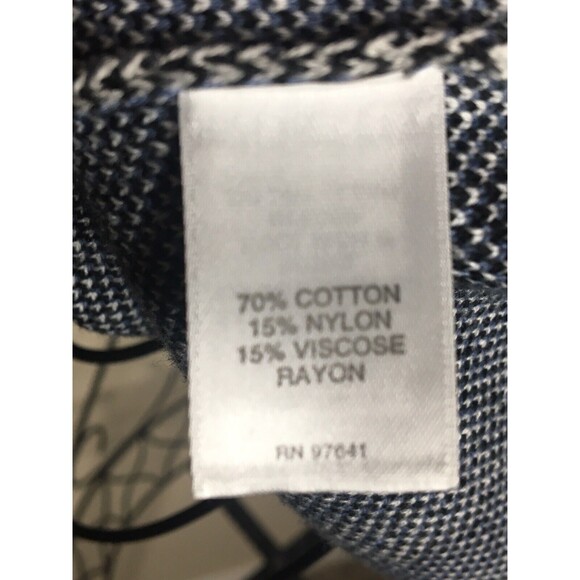 70% COTTON
15% NYLON
15% VISCOSE
RAYON
RN 97641